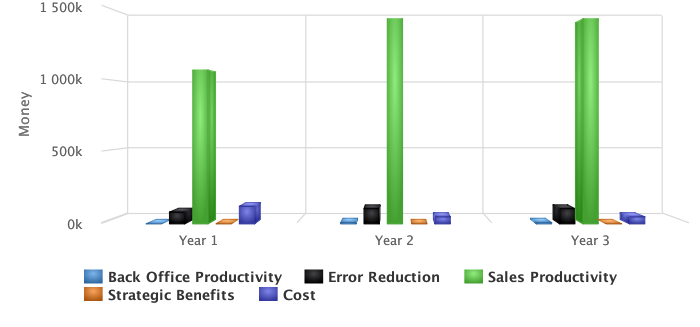 1 500k
1 000k
500k
0k
Money
Year 1 Year 2 Year 3
Back Office Productivity Error Reduction Sales Productivity
Strategic Benefits Cost